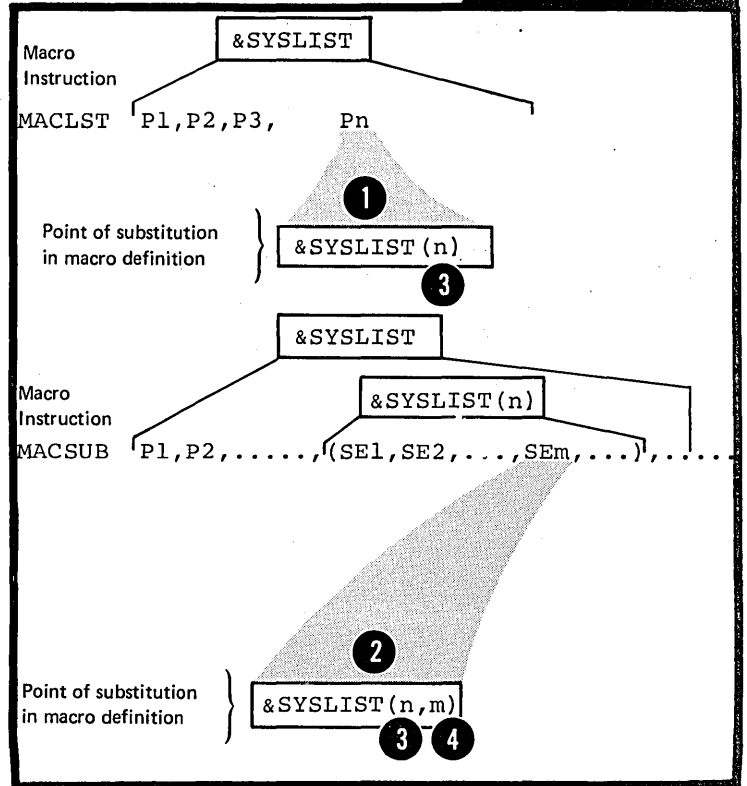 &SYSLIST
Macro
Instruction
MACLST P1,P2,P3, Pn
1
Point of substitution
in macro definition
&SYSLIST(n)
3
&SYSLIST
Macro
Instruction
&SYSLIST(n)
MACSUB P1,P2,......,(SE1,SE2,...,SEm,...),.....
2
Point of substitution
in macro definition
&SYSLIST(n,m)
3 4